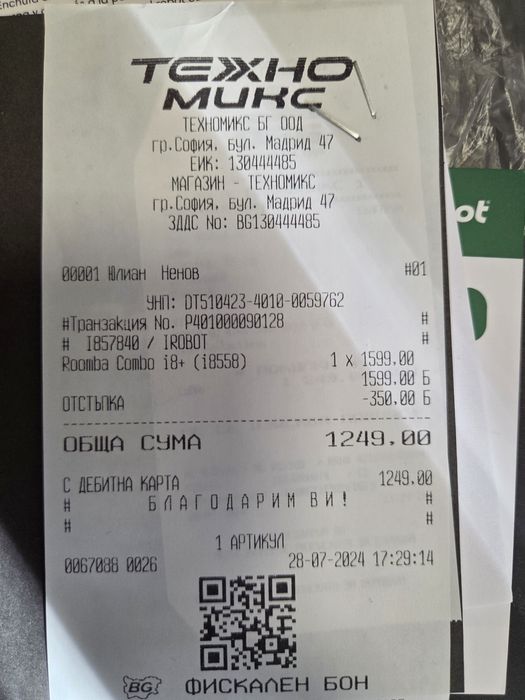 ТЕХНО
МИКС
ТЕХНОМИКС БГ ООД
гр.София, бул. Мадрид 47
ЕИК: 130444485
МАГАЗИН - ТЕХНОМИКС
гр.София, бул. Мадрид 47
ЗДДС No: BG130444485
00001 Юлиан Ненов #01
УНП: DT510423-4010-0059762
#Транзакция No. P401000090128 #
# I857840 / IROBOT #
Roomba Combo i8+ (i8558) 1 x 1599.00
1599.00 Б
ОТСТЪПКА -350.00 Б
ОБЩА СУМА 1249,00
С ДЕБИТНА КАРТА 1249.00
# БЛАГОДАРИМ ВИ! #
# #
1 АРТИКУЛ
0067088 0026 28-07-2024 17:29:14
BG ФИСКАЛЕН БОН
ot